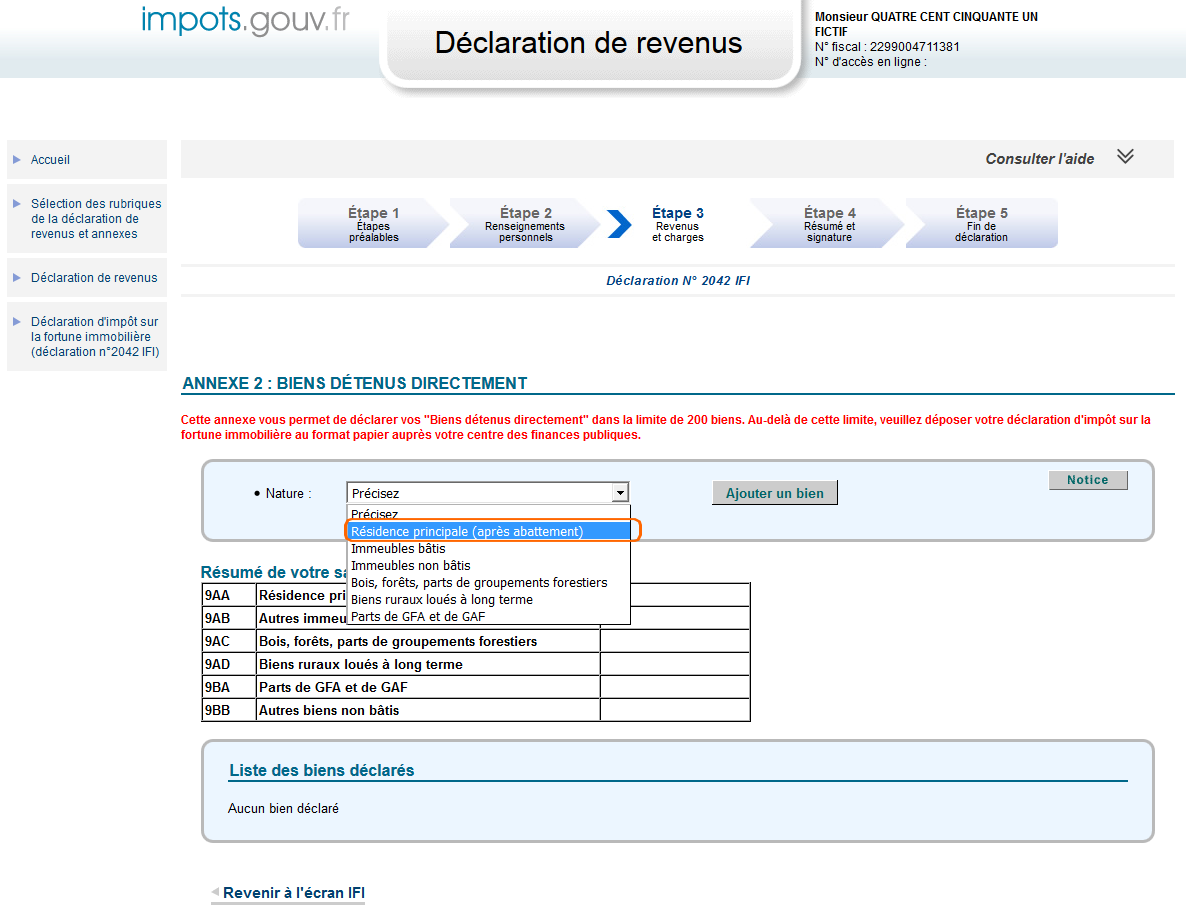 impots.gouv.fr
Déclaration de revenus
Monsieur QUATRE CENT CINQUANTE UN
FICTIF
N° fiscal : 2299004711381
N° d'accès en ligne :
Accueil
Sélection des rubriques
de la déclaration de
revenus et annexes
Déclaration de revenus
Déclaration d'impôt sur
la fortune immobilière
(déclaration n°2042 IFI)
Consulter l'aide
Étape 1
Étapes
préalables
Étape 2
Renseignements
personnels
Étape 3
Revenus
et charges
Étape 4
Résumé et
signature
Étape 5
Fin de
déclaration
Déclaration N° 2042 IFI
ANNEXE 2 : BIENS DÉTENUS DIRECTEMENT
Cette annexe vous permet de déclarer vos "Biens détenus directement" dans la limite de 200 biens. Au-delà de cette limite, veuillez déposer votre déclaration d'impôt sur la
fortune immobilière au format papier auprès votre centre des finances publiques.
Notice
• Nature :
Précisez
Ajouter un bien
Précisez
Résidence principale (après abattement)
Immeubles bâtis
Immeubles non bâtis
Bois, forêts, parts de groupements forestiers
Biens ruraux loués à long terme
Parts de GFA et de GAF
Résumé de votre
9AA Résidence
9AB Autres
9AC Bois, forêts, parts de groupements forestiers
9AD Biens ruraux loués à long terme
9BA Parts de GFA et de GAF
9BB Autres biens non bâtis
Liste des biens déclarés
Aucun bien déclaré
Revenir à l'écran IFI